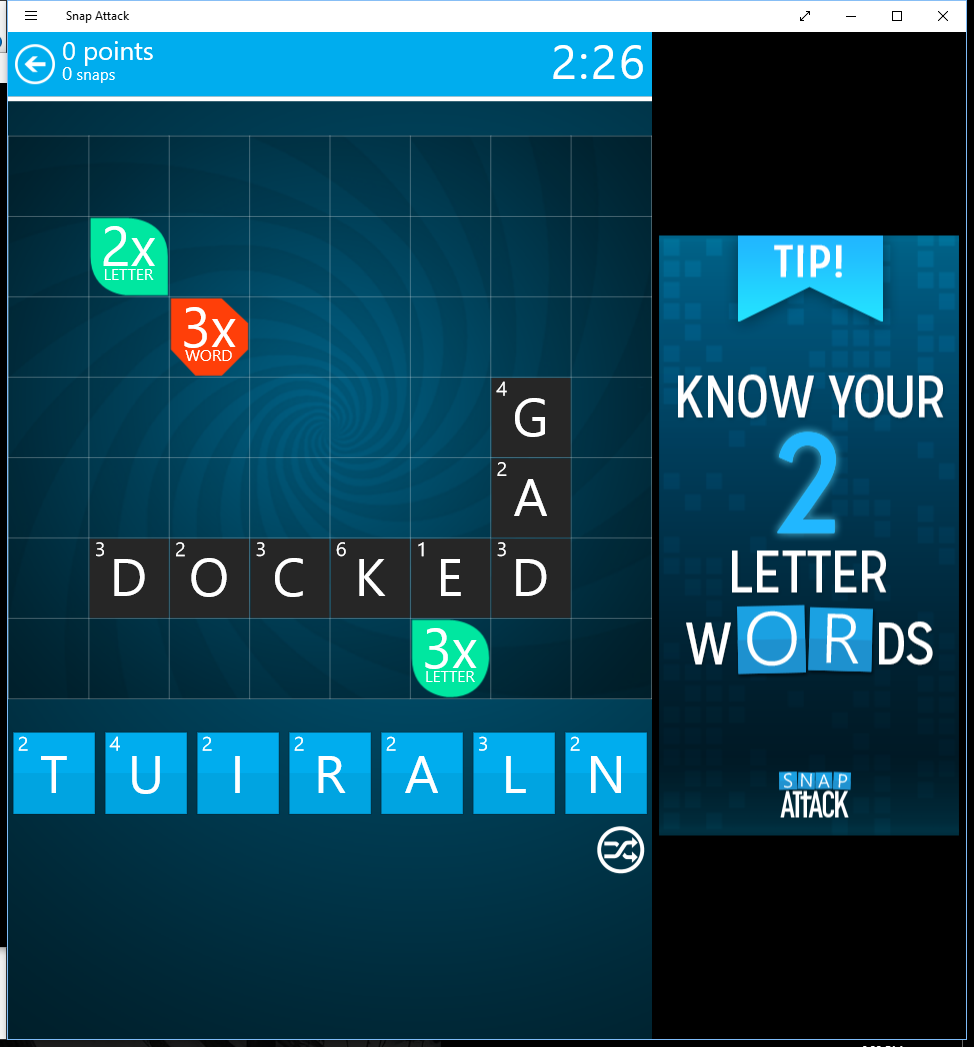 Snap Attack
0 points
0 snaps
2:26
2x
LETTER
3x
WORD
4 G
2 A
3 D 2 O 3 C 6 K 1 E 3 D
3x
LETTER
2 T 4 U 2 I 2 R 2 A 3 L 2 N
TIP!
KNOW YOUR
2
LETTER
WORDS
SNAP
ATTACK